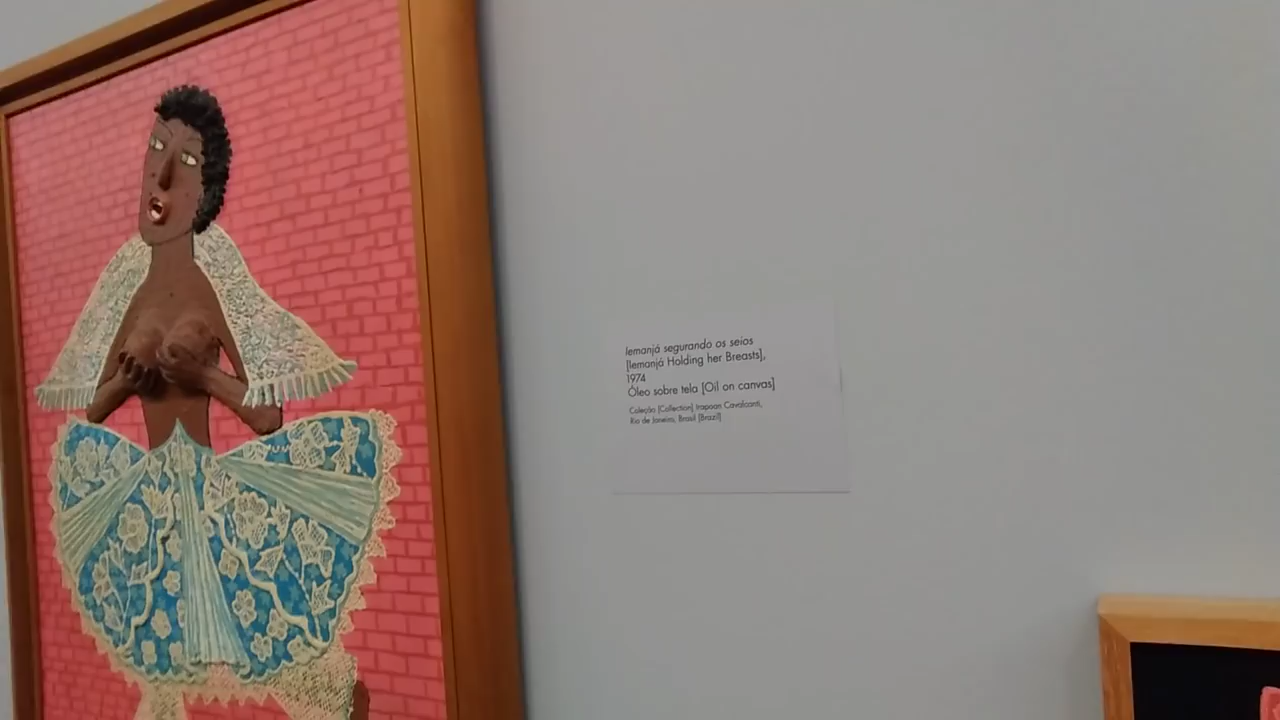 Iemanjá segurando os seios
[Iemanjá Holding her Breasts],
1974
Óleo sobre tela [Oil on canvas]
Coleção [Collection] Irapoan Cavalcanti,
Rio de Janeiro, Brasil [Brazil]